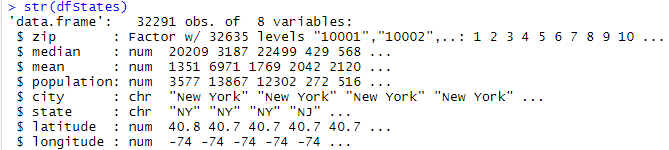 > str(dfStates)
'data.frame':   32291 obs. of  8 variables:
 $ zip       : Factor w/ 32635 levels "10001","10002",..: 1 2 3 4 5 6 7 8 9 10 ...
 $ median    : num  20209 3187 22499 429 568 ...
 $ mean      : num  1351 6971 1769 2042 2120 ...
 $ population: num  3577 13867 12302 272 516 ...
 $ city      : chr  "New York" "New York" "New York" "New York" ...
 $ state     : chr  "NY" "NY" "NY" "NJ" ...
 $ latitude  : num  40.8 40.7 40.7 40.7 40.7 ...
 $ longitude : num  -74 -74 -74 -74 -74 ...